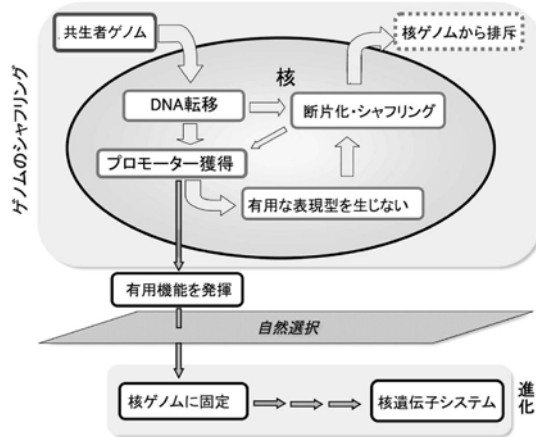 共生者ゲノム
核ゲノムから排斥
核
DNA転移
断片化・シャフリング
プロモーター獲得
有用な表現型を生じない
ゲノムのシャフリング
有用機能を発揮
自然選択
核ゲノムに固定
核遺伝子システム
進化